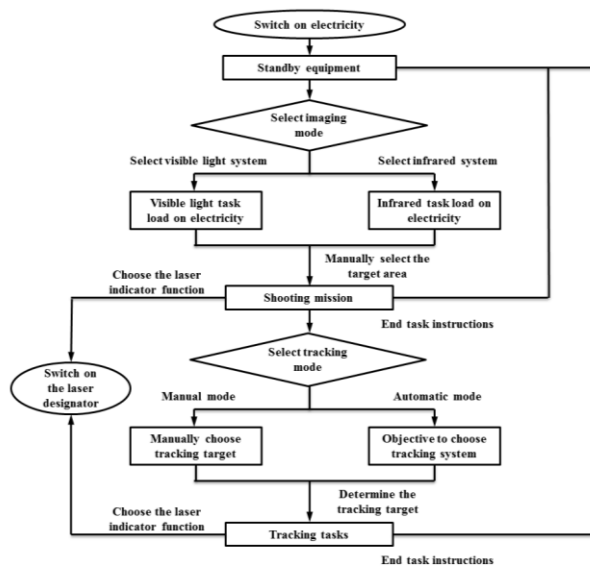 Switch on electricity
Standby equipment
Select imaging
mode
Select visible light system
Select infrared system
Visible light task
load on electricity
Infrared task load on
electricity
Manually select the
target area
Choose the laser
indicator function
Shooting mission
End task instructions
Select tracking
mode
Switch on
the laser
designator
Manual mode
Automatic mode
Manually choose
tracking target
Objective to choose
tracking system
Determine the
tracking target
Choose the laser
indicator function
Tracking tasks
End task instructions